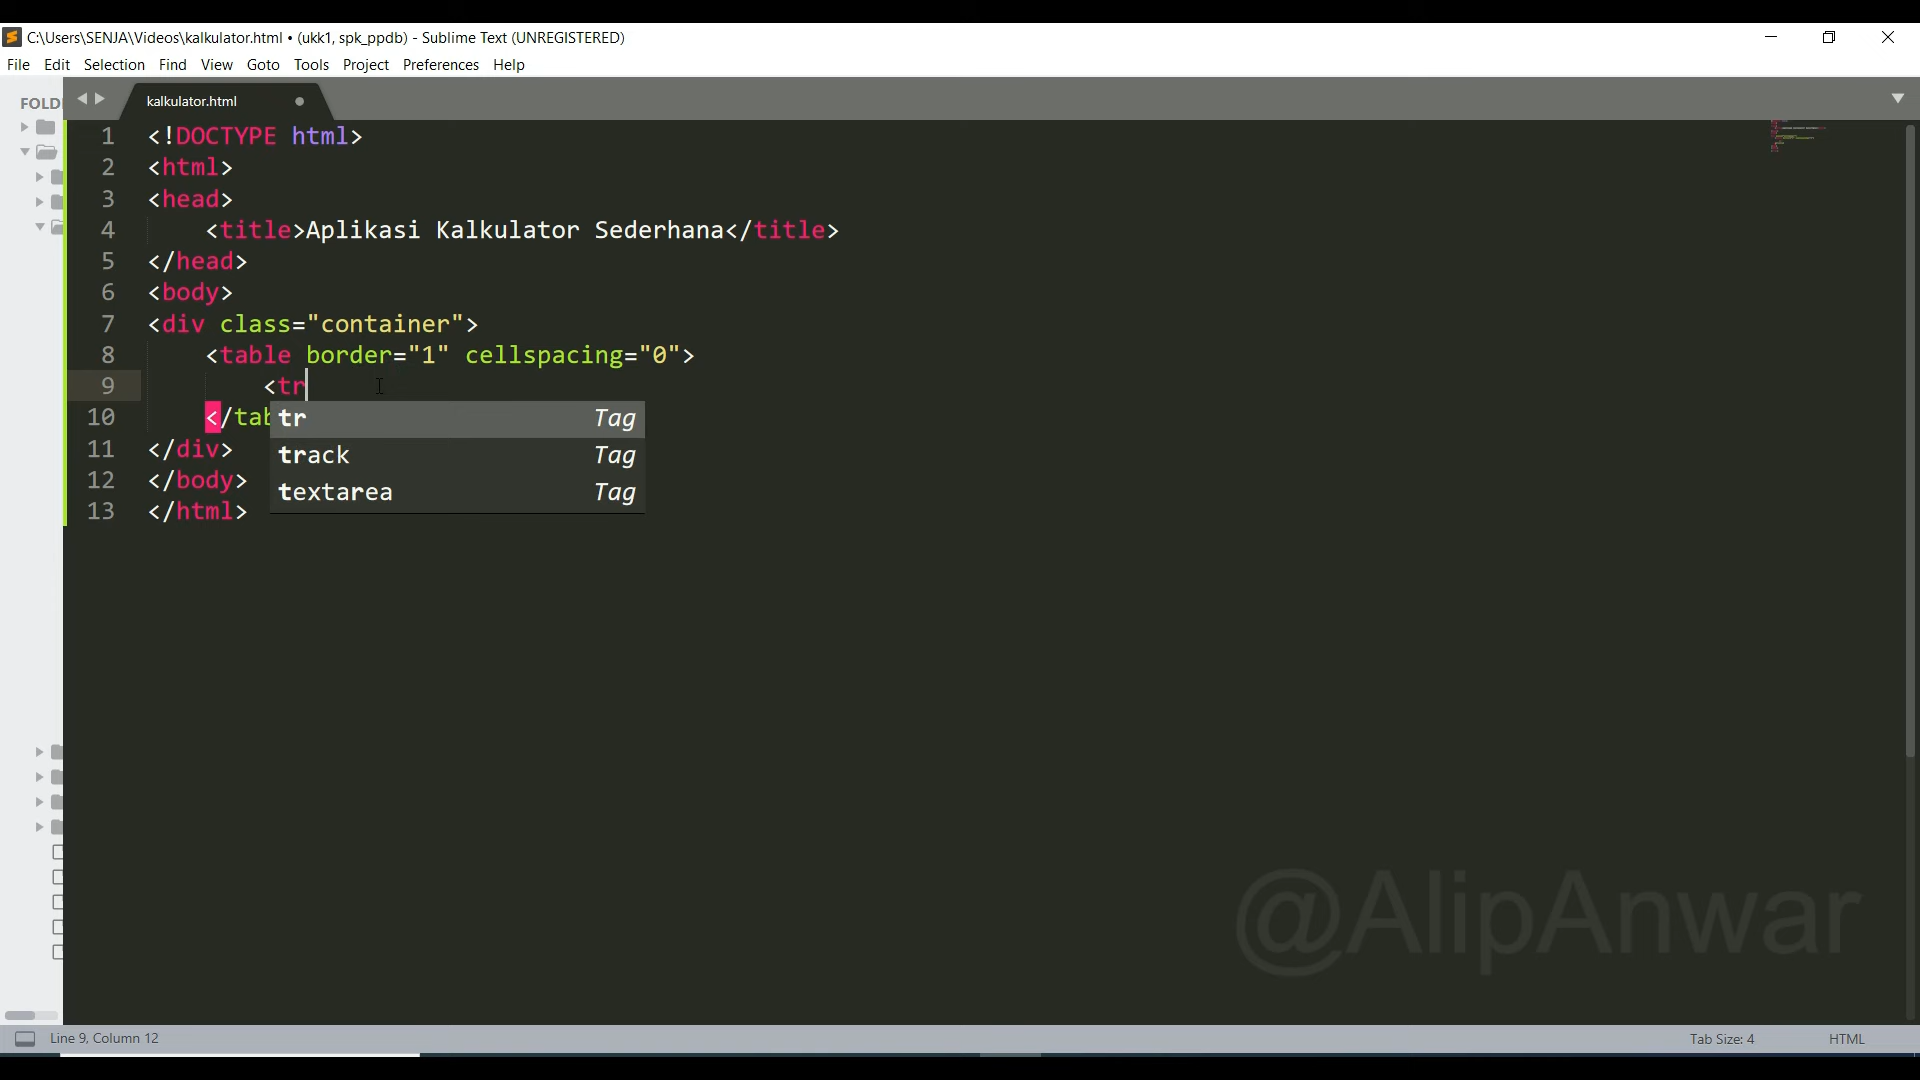 C:\Users\SENJA\Videos\kalkulator.html • (ukk1, spk_ppdb) - Sublime Text (UNREGISTERED)
File Edit Selection Find View Goto Tools Project Preferences Help
FOLD
kalkulator.html
1 <!DOCTYPE html>
2 <html>
3 <head>
4 <title>Aplikasi Kalkulator Sederhana</title>
5 </head>
6 <body>
7 <div class="container">
8 <table border="1" cellspacing="0">
9 <tr
10 </tab
tr Tag
track Tag
textarea Tag
11 </div>
12 </body>
13 </html>
@AlipAnwar
Line 9, Column 12
Tab Size: 4
HTML